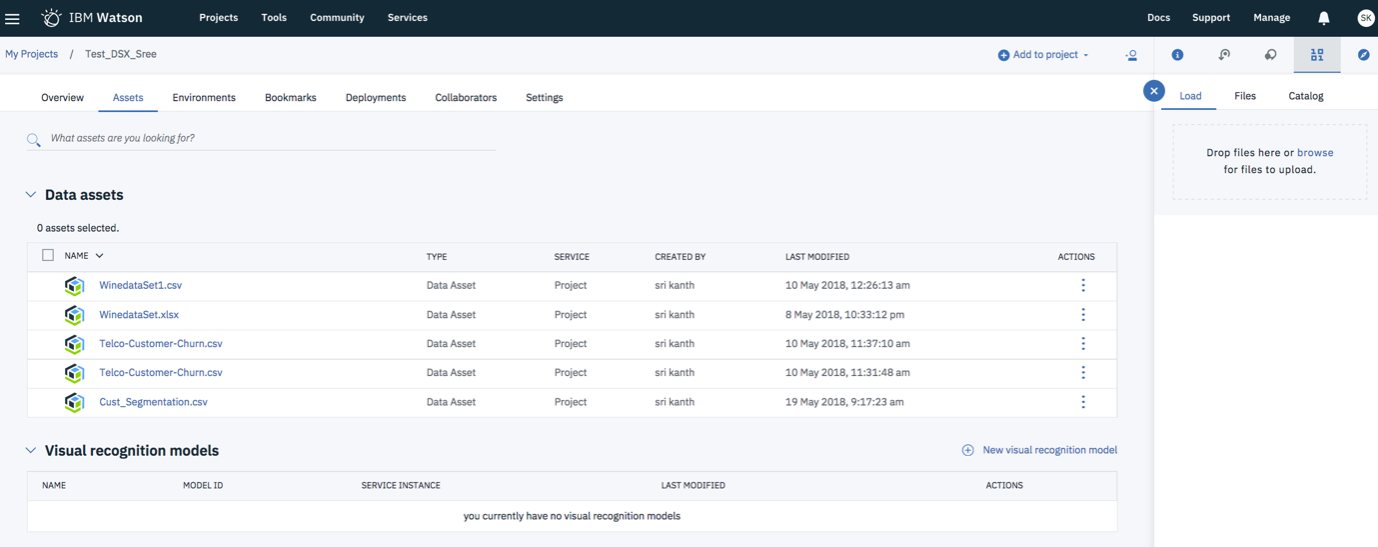 IBM Watson Projects Tools Community Services Docs Support Manage SK
My Projects / Test_DSX_Sree Add to project
Overview Assets Environments Bookmarks Deployments Collaborators Settings
Load Files Catalog
What assets are you looking for?
Drop files here or browse
for files to upload.
Data assets
0 assets selected.
NAME TYPE SERVICE CREATED BY LAST MODIFIED ACTIONS
WinedataSet1.csv Data Asset Project sri kanth 10 May 2018, 12:26:13 am
WinedataSet.xlsx Data Asset Project sri kanth 8 May 2018, 10:33:12 pm
Telco-Customer-Churn.csv Data Asset Project sri kanth 10 May 2018, 11:37:10 am
Telco-Customer-Churn.csv Data Asset Project sri kanth 10 May 2018, 11:31:48 am
Cust_Segmentation.csv Data Asset Project sri kanth 19 May 2018, 9:17:23 am
Visual recognition models New visual recognition model
NAME MODEL ID SERVICE INSTANCE LAST MODIFIED ACTIONS
you currently have no visual recognition models